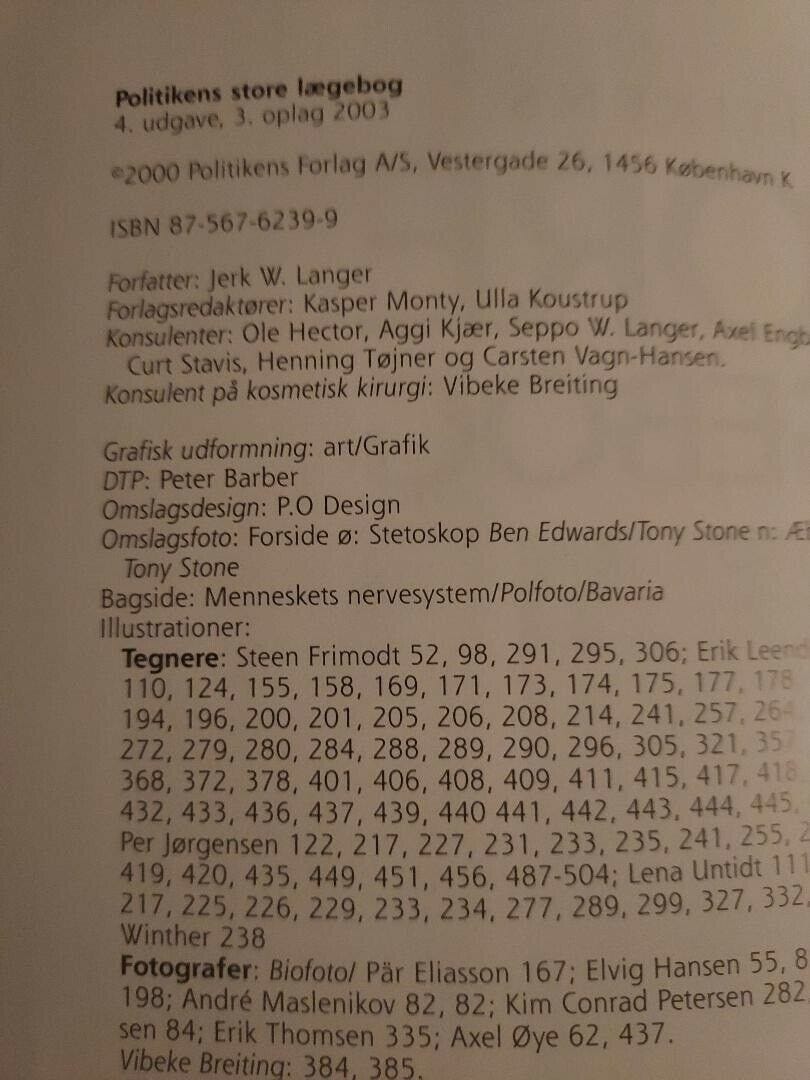 Politikens store lægebog
4. udgave, 3. oplag 2003
©2000 Politikens Forlag A/S, Vestergade 26, 1456 København K
ISBN 87-567-6239-9
Forfatter: Jerk W. Langer
Forlagsredaktører: Kasper Monty, Ulla Koustrup
Konsulenter: Ole Hector, Aggi Kjær, Seppo W. Langer, Axel
Curt Stavis, Henning Tøjner og Carsten Vagn-Hansen.
Konsulent på kosmetisk kirurgi: Vibeke Breiting
Grafisk udformning: art/Grafik
DTP: Peter Barber
Omslagsdesign: P.O Design
Omslagsfoto: Forside ø: Stetoskop Ben Edwards/Tony Stone n:
Tony Stone
Bagside: Menneskets nervesystem/Polfoto/Bavaria
Illustrationer:
Tegnere: Steen Frimodt 52, 98, 291, 295, 306; Erik
110, 124, 155, 158, 169, 171, 173, 174, 175, 177, 178
194, 196, 200, 201, 205, 206, 208, 214, 241, 257, 264
272, 279, 280, 284, 288, 289, 290, 296, 305, 321, 357
368, 372, 378, 401, 406, 408, 409, 411, 415, 417, 418
432, 433, 436, 437, 439, 440 441, 442, 443, 444, 445,
Per Jørgensen 122, 217, 227, 231, 233, 235, 241, 255,
419, 420, 435, 449, 451, 456, 487-504; Lena Untidt 111
217, 225, 226, 229, 233, 234, 277, 289, 299, 327, 332,
Winther 238
Fotografer: Biofoto/ Pär Eliasson 167; Elvig Hansen 55,
198; André Maslenikov 82, 82; Kim Conrad Petersen 282
sen 84; Erik Thomsen 335; Axel Øye 62, 437.
Vibeke Breiting: 384, 385.